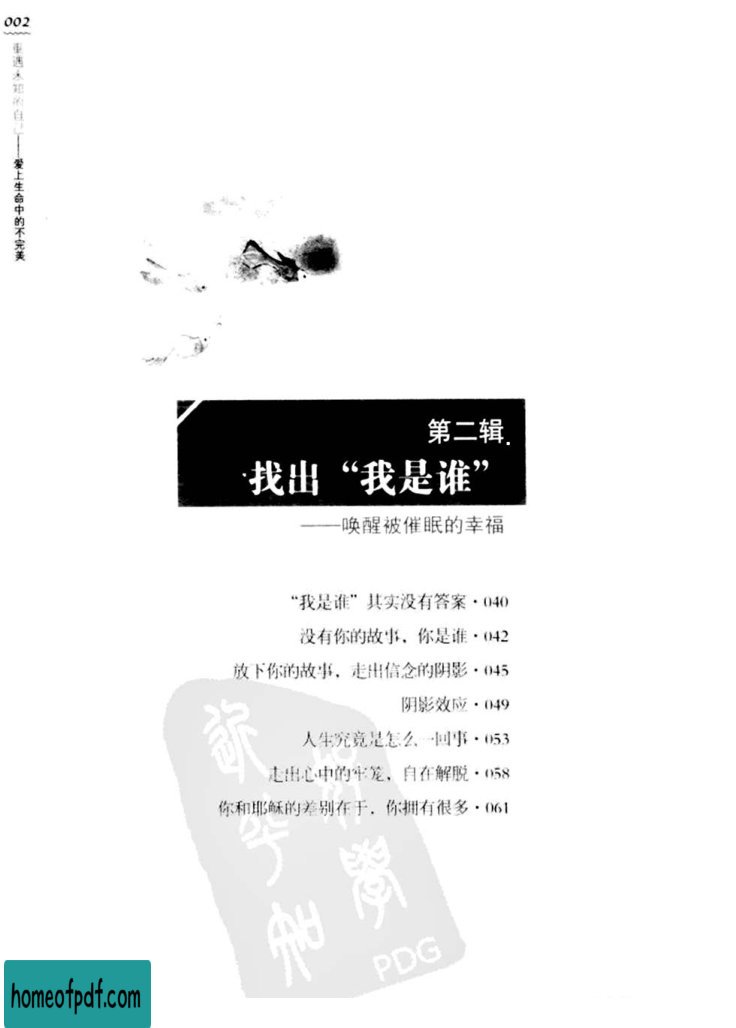 002
重遇未知的自己——爱上生命中的不完美
第二辑
找出“我是谁”
——唤醒被催眠的幸福
“我是谁”其实没有答案·040
没有你的故事，你是谁·042
放下你的故事，走出信念的阴影·045
阴影效应·049
人生究竟是怎么一回事·053
走出心中的牢笼，自在解脱·058
你和耶稣的差别在于，你拥有很多·061
PDG
homeofpdf.com